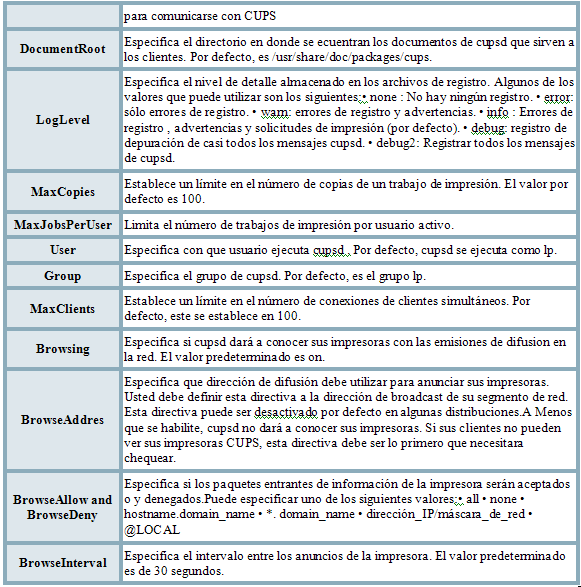 para comunicarse con CUPS
DocumentRoot
Especifica el directorio en donde se ecuentran los documentos de cupsd que sirven a
los clientes. Por defecto, es /usr/share/doc/packages/cups.
LogLevel
Especifica el nivel de detalle almacenado en los archivos de registro. Algunos de los
valores que puede utilizar son los siguientes:• none : No hay ningún registro. • error:
sólo errores de registro. • warn: errores de registro y advertencias. • info : Errores de
registro , advertencias y solicitudes de impresión (por defecto). • debug: registro de
depuración de casi todos los mensajes cupsd. • debug2: Registrar todos los mensajes
de cupsd.
MaxCopies
Establece un límite en el número de copias de un trabajo de impresión. El valor por
defecto es 100.
MaxJobsPerUser
Limita el número de trabajos de impresión por usuario activo.
User
Especifica con que usuario ejecuta cupsd . Por defecto, cupsd se ejecuta como lp.
Group
Especifica el grupo de cupsd. Por defecto, es el grupo lp.
MaxClients
Establece un límite en el número de conexiones de clientes simultáneos. Por
defecto, este se establece en 100.
Browsing
Especifica si cupsd dará a conocer sus impresoras con las emisiones de difusion en
la red. El valor predeterminado es on.
BrowseAddres
Especifica que dirección de difusión debe utilizar para anunciar sus impresoras.
Usted debe definir esta directiva a la dirección de broadcast de su segmento de red.
Esta directiva puede ser desactivado por defecto en algunas distribuciones.A Menos
que se habilite, cupsd no dará a conocer sus impresoras. Si sus clientes no pueden
ver sus impresoras CUPS, esta directiva debe ser lo primero que necesitara
chequear.
BrowseAllow and
BrowseDeny
Especifica si los paquetes entrantes de información de la impresora serán aceptados
o y denegados.Puede especificar uno de los siguientes valores:• all • none •
hostname.domain_name • *. domain_name • dirección_IP/máscara_de_red •
@LOCAL
BrowseInterval
Especifica el intervalo entre los anuncios de la impresora. El valor predeterminado
es de 30 segundos.